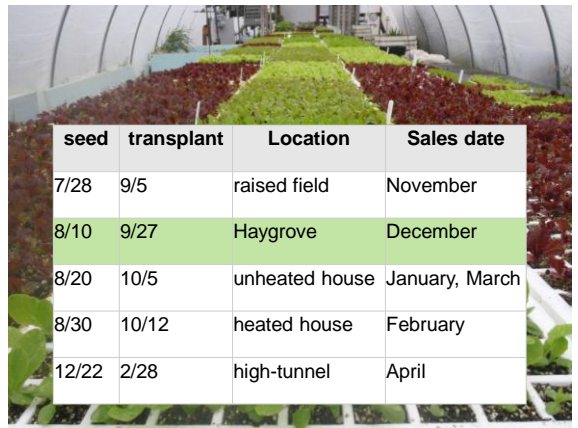 seed transplant Location Sales date
7/28 9/5 raised field November
8/10 9/27 Haygrove December
8/20 10/5 unheated house January, March
8/30 10/12 heated house February
12/22 2/28 high-tunnel April